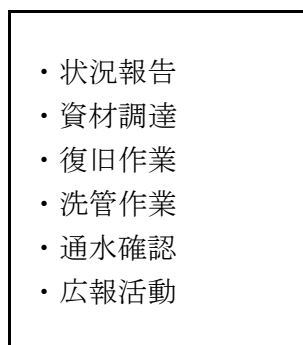 ・状況報告
・資材調達
・復旧作業
・洗管作業
・通水確認
・広報活動